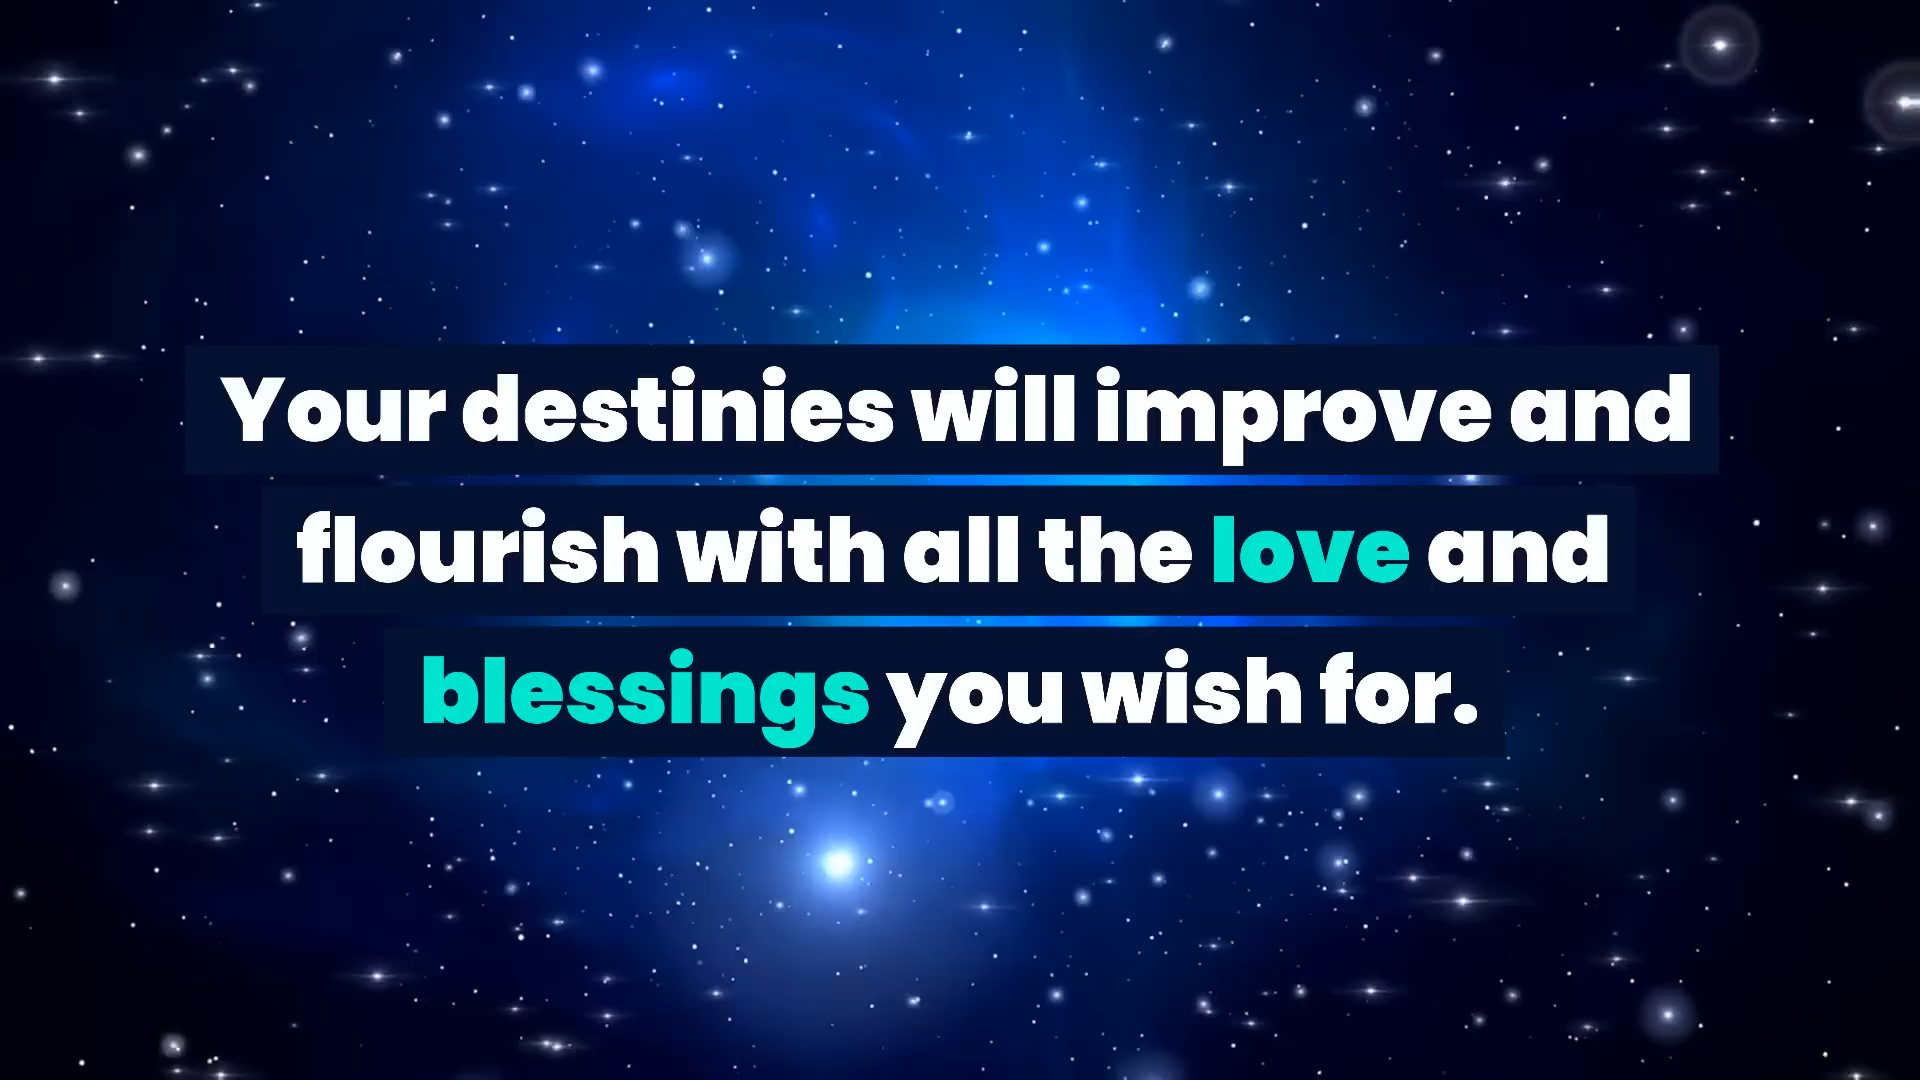 Your destinies will improve and
flourish with all the love and
blessings you wish for.